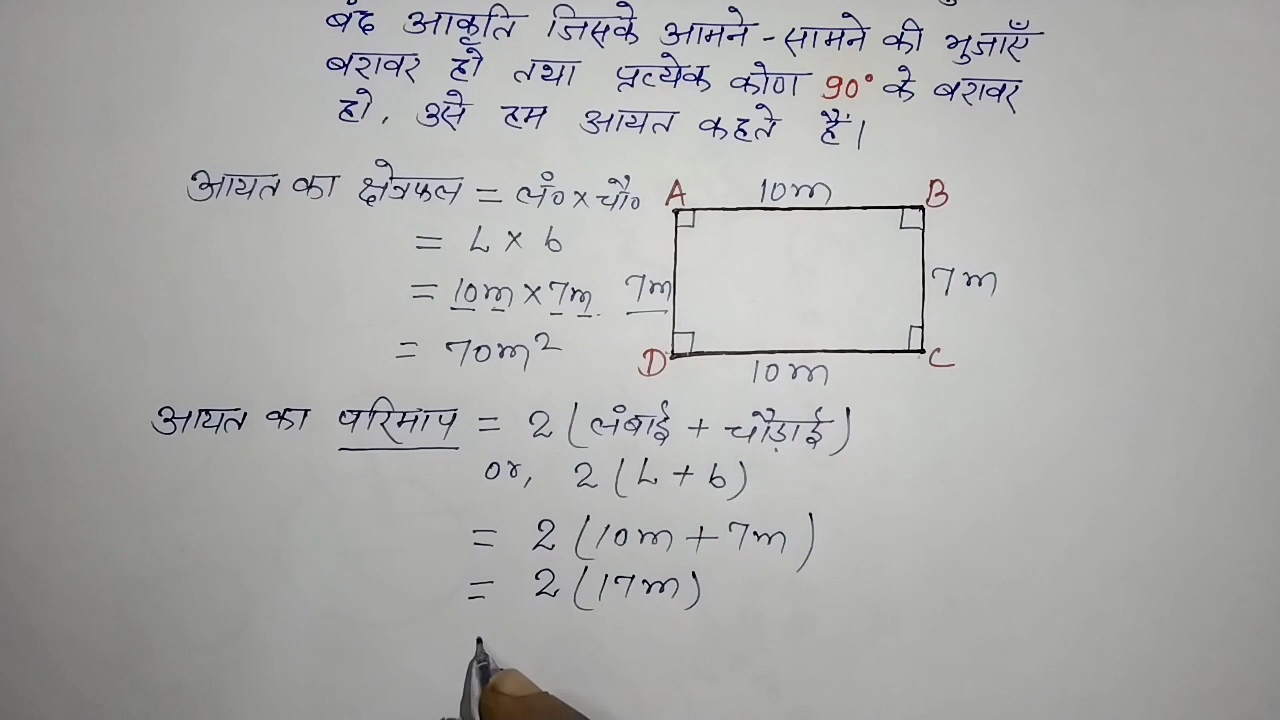 बंद आकृति जिसके आमने-सामने की भुजाएँ
बराबर हो तथा प्रत्येक कोण 90° के बराबर
हो, उसे हम आयत कहते हैं।
आयत का क्षेत्रफल = लं० × चौ०
= L × b
= 10m × 7m.
= 70m²
A 10m B
7m 7m
D 10m C
आयत का परिमाप = 2 (लंबाई + चौड़ाई)
or, 2 (L + b)
= 2 (10m + 7m)
= 2 (17m)